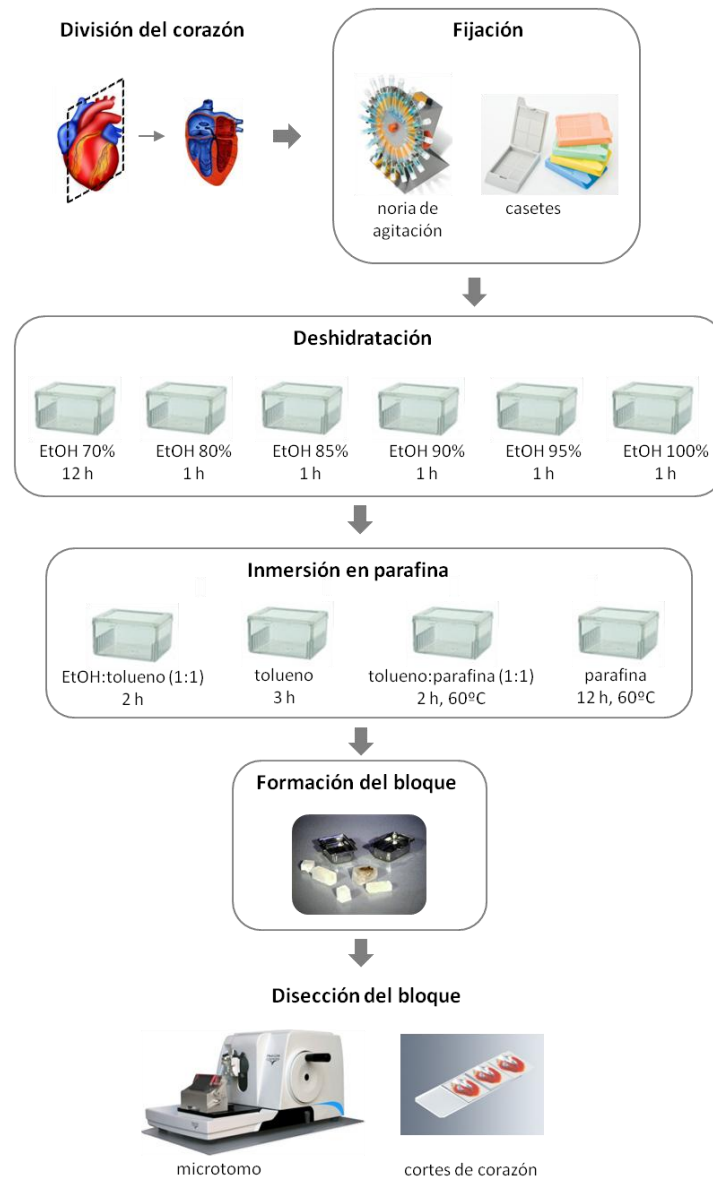 División del corazón
Fijación
noria de
agitación
casetes
Deshidratación
EtOH 70%
12 h
EtOH 80%
1 h
EtOH 85%
1 h
EtOH 90%
1 h
EtOH 95%
1 h
EtOH 100%
1 h
Inmersión en parafina
EtOH:tolueno (1:1)
2 h
tolueno
3 h
tolueno:parafina (1:1)
2 h, 60ºC
parafina
12 h, 60ºC
Formación del bloque
Disección del bloque
microtomo
cortes de corazón